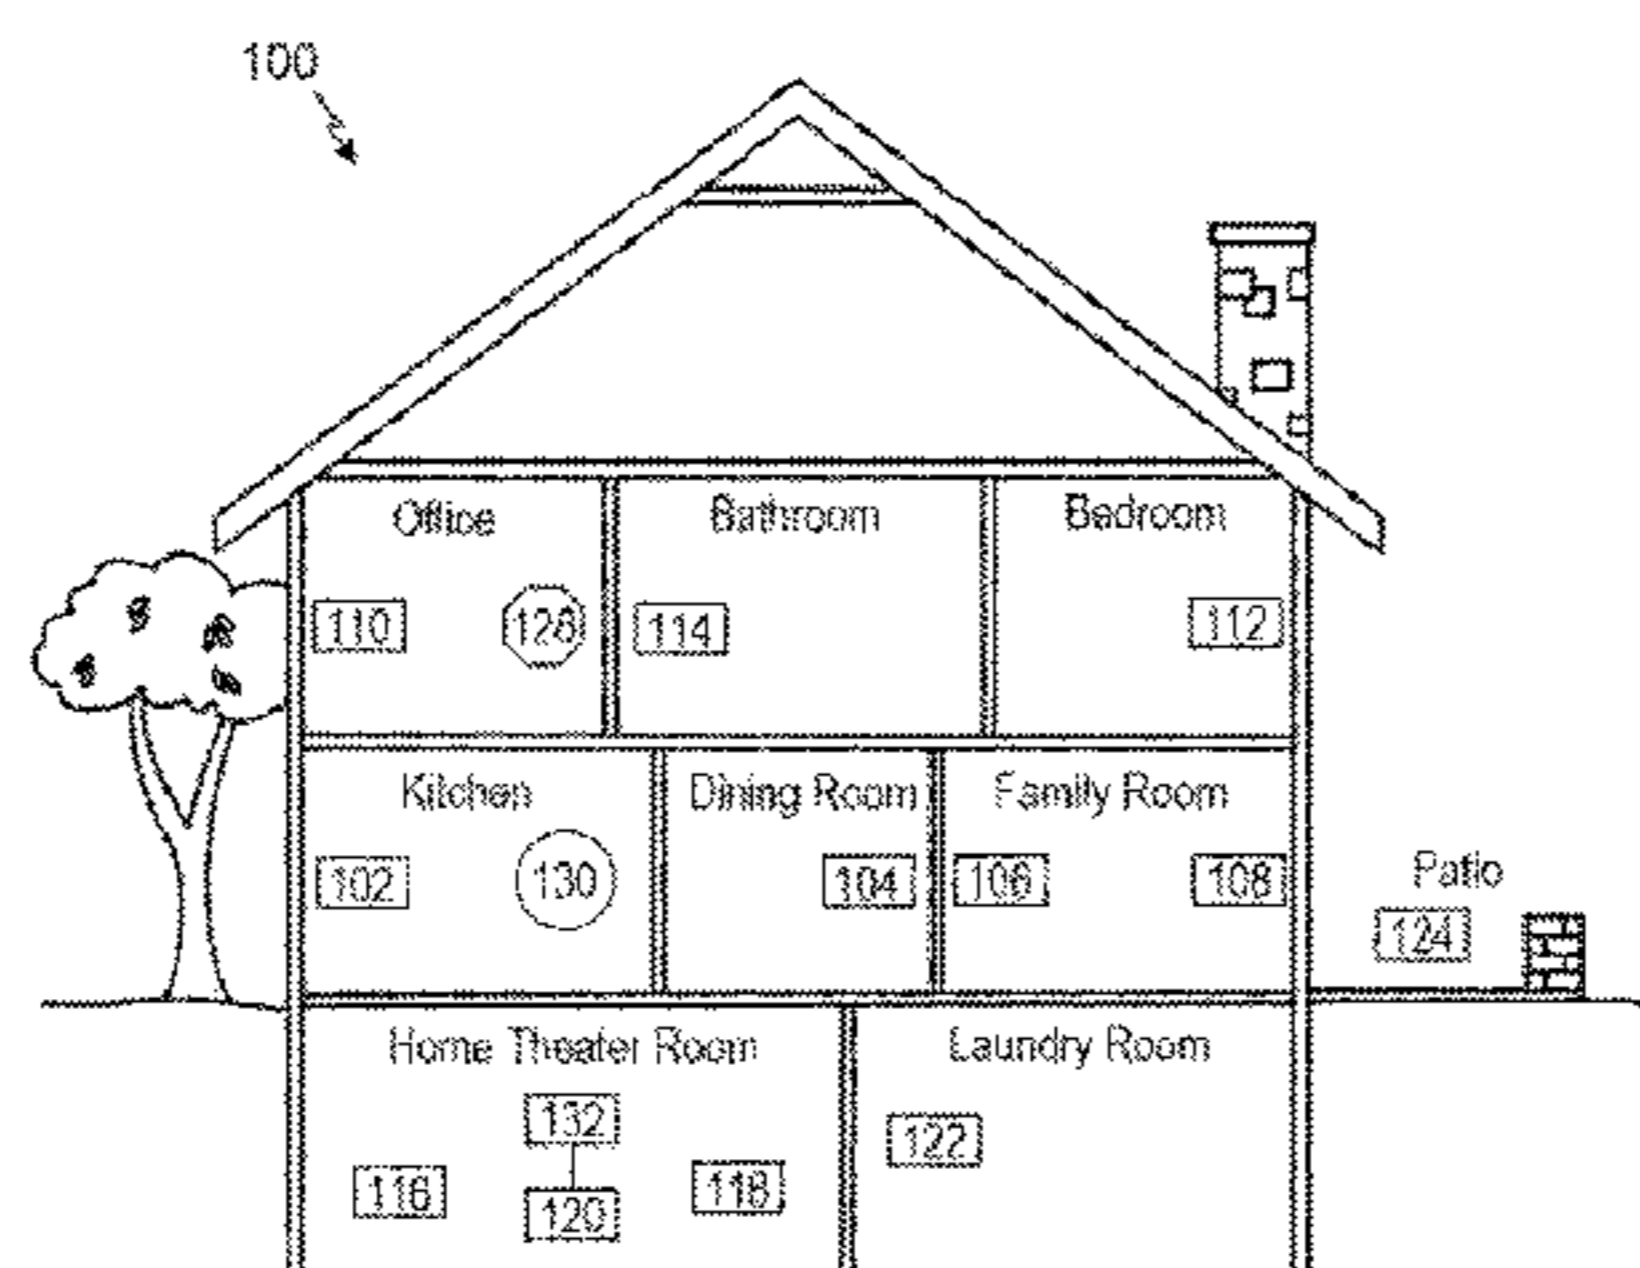 100
Office Bathroom Bedroom
110 128 114 112
Kitchen Dining Room Family Room
102 130 104 106 108
Patio
124
Home Theater Room Laundry Room
132
122
116 118
120